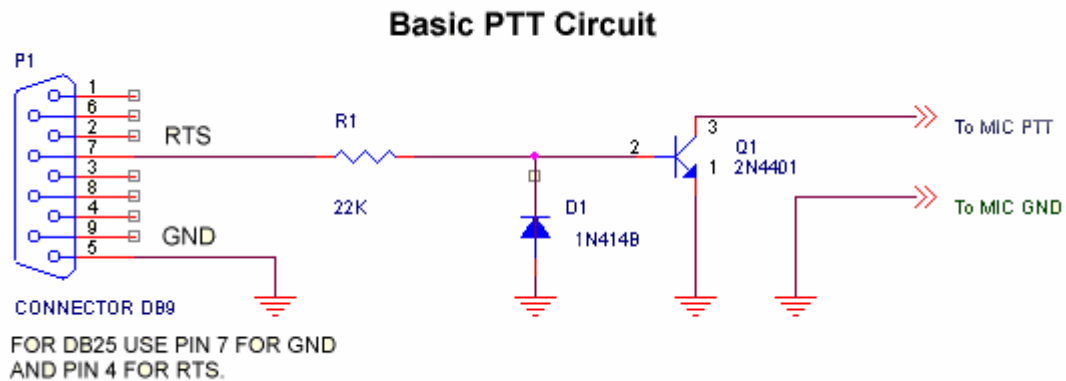 Basic PTT Circuit
P1
1
6
2
7
3
8
4
9
5
RTS
GND
CONNECTOR DB9
R1
22K
D1
1N414B
2
3
1
Q1
2N4401
To MIC PTT
To MIC GND
FOR DB25 USE PIN 7 FOR GND
AND PIN 4 FOR RTS.